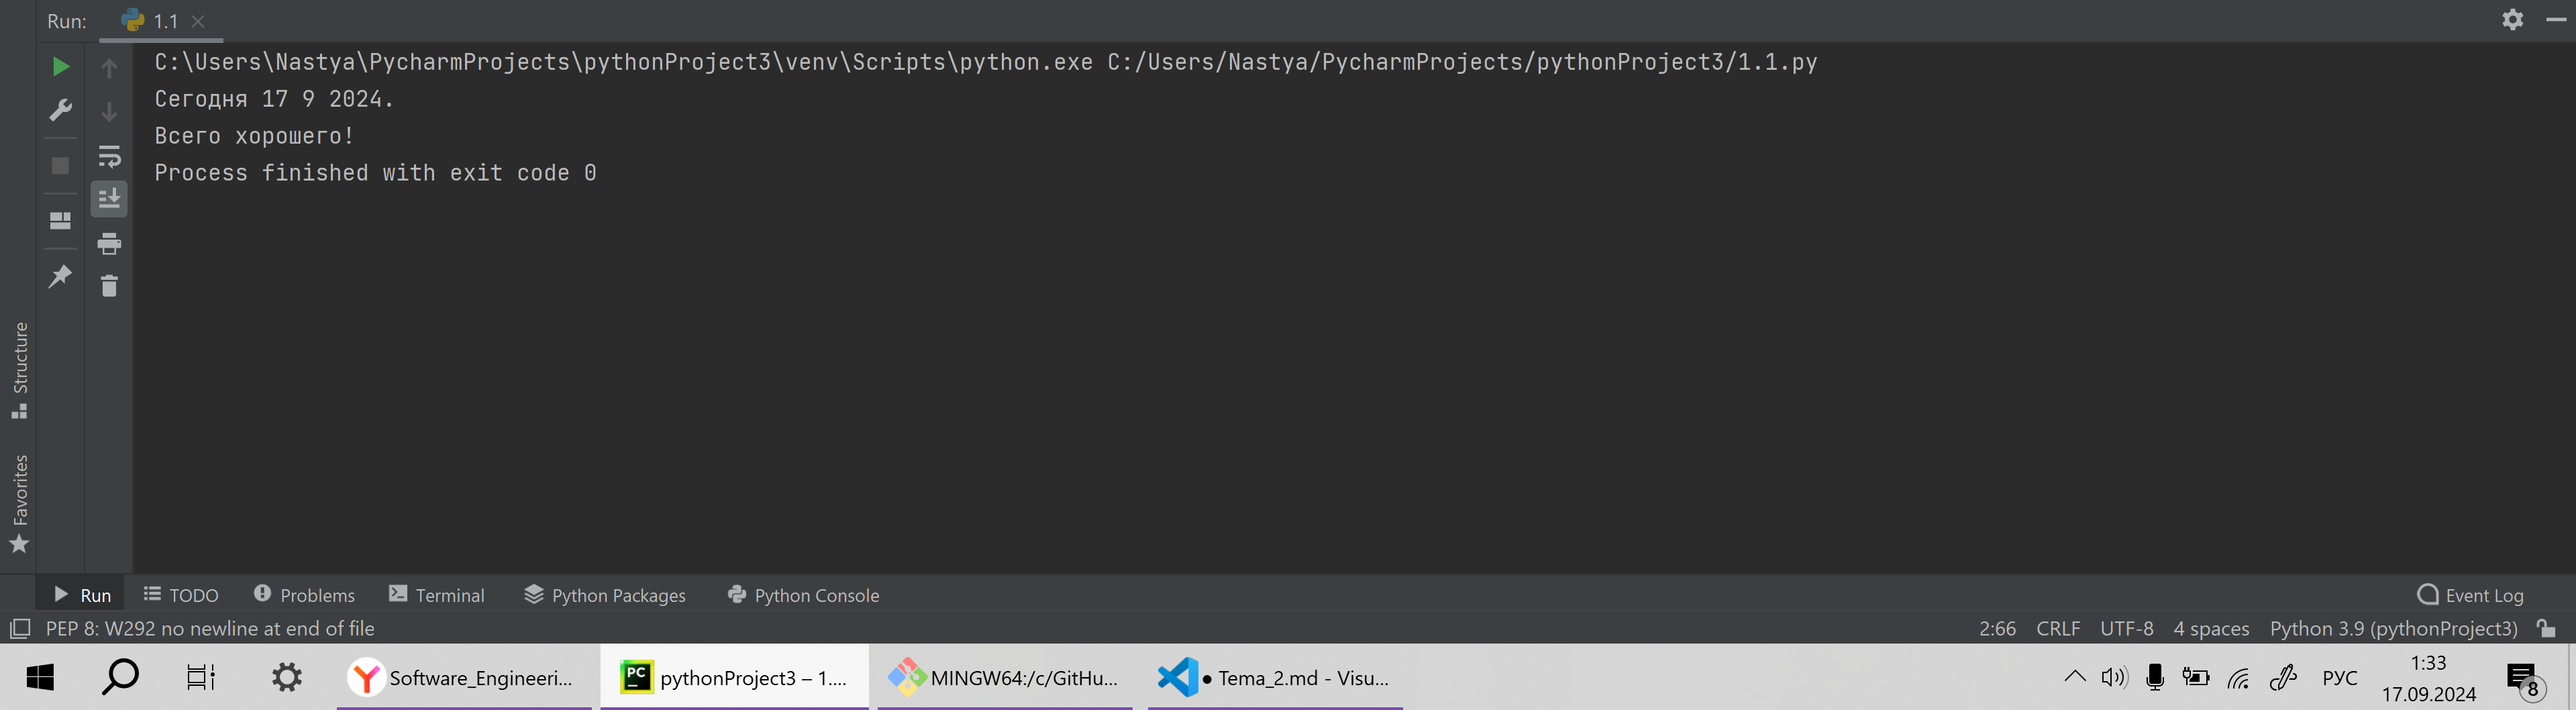 Run: 1.1
C:\Users\Nastya\PycharmProjects\pythonProject3\venv\Scripts\python.exe C:/Users/Nastya/PycharmProjects/pythonProject3/1.1.py
Сегодня 17 9 2024.
Всего хорошего!
Process finished with exit code 0
Structure
Favorites
Run TODO Problems Terminal Python Packages Python Console Event Log
PEP 8: W292 no newline at end of file 2:66 CRLF UTF-8 4 spaces Python 3.9 (pythonProject3)
Software_Engineeri... PC pythonProject3 – 1.... MINGW64:/c/GitHu... ● Tema_2.md - Visu... РУС 1:33
17.09.2024 8